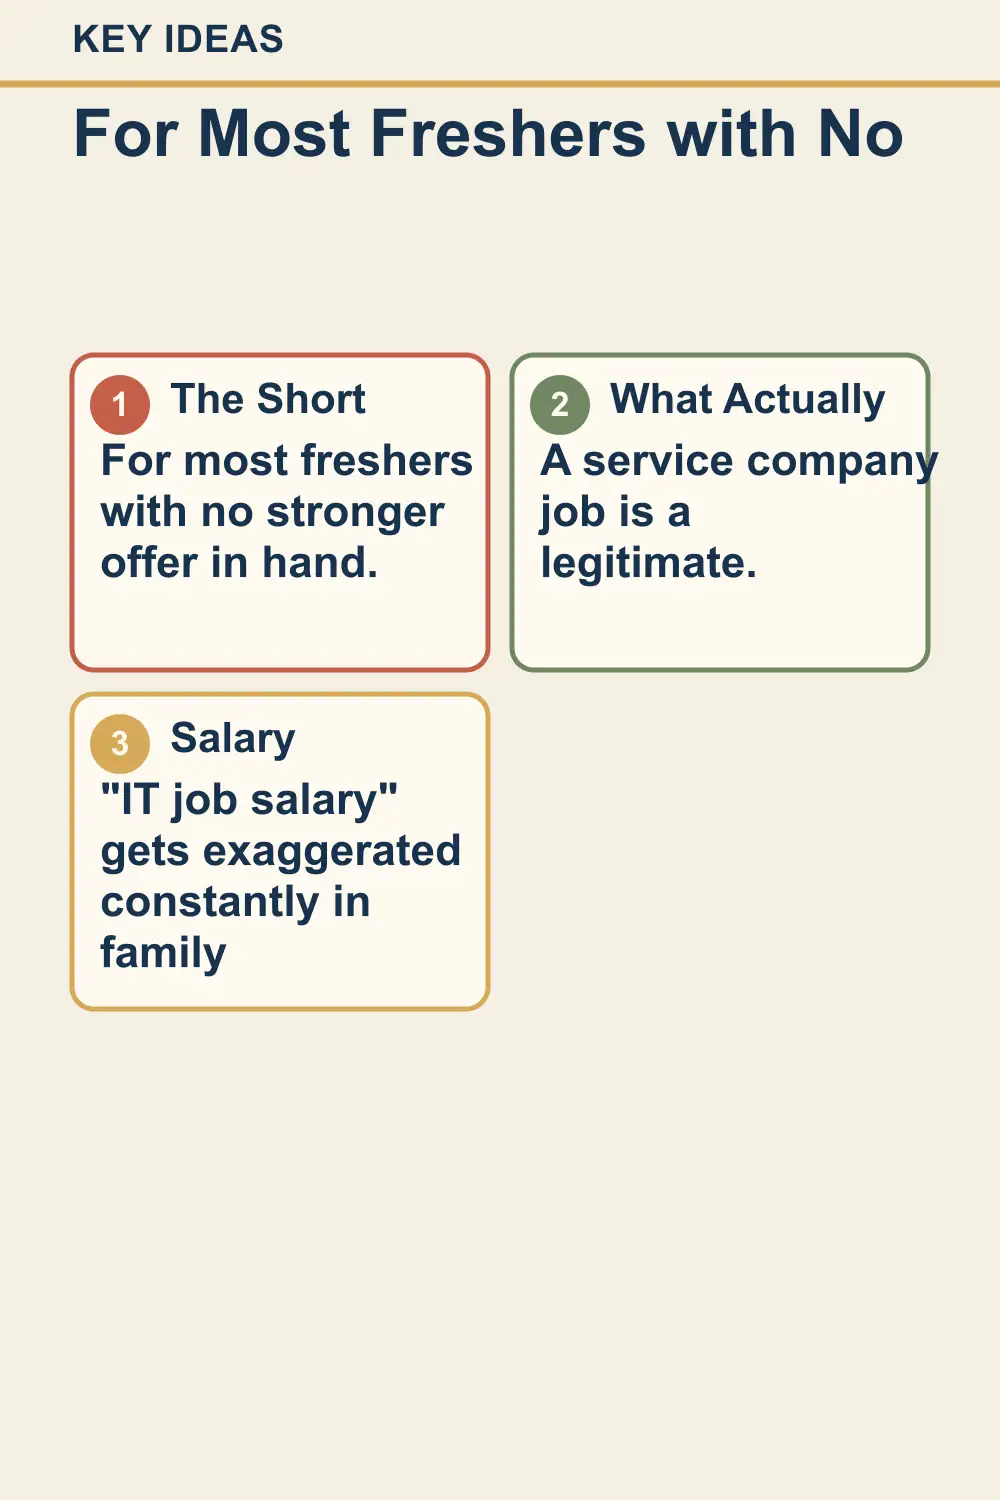 KEY IDEAS
For Most Freshers with No
1 The Short
For most freshers
with no stronger
offer in hand.
2 What Actually
A service company
job is a
legitimate.
3 Salary
"IT job salary"
gets exaggerated
constantly in
family